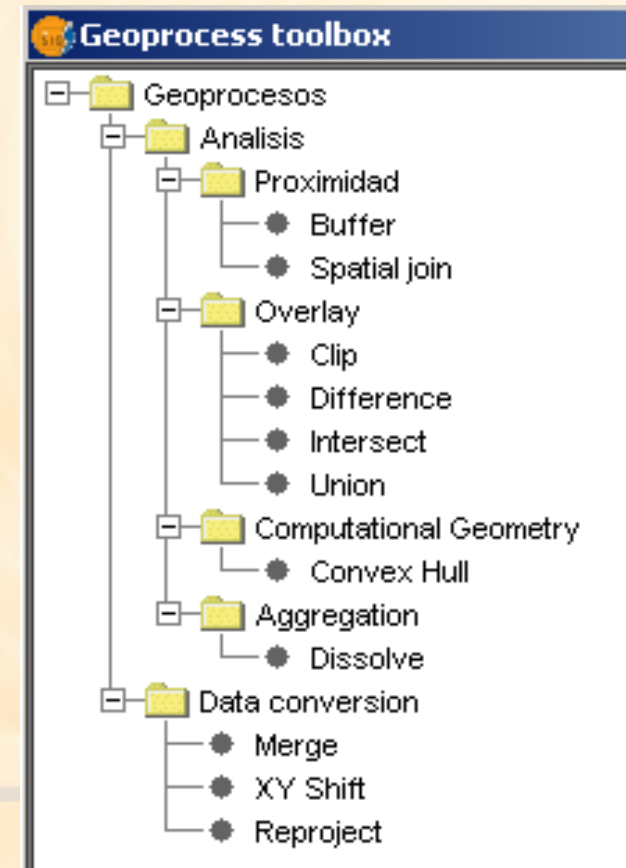 SIG Geoprocess toolbox
Geoprocesos
Analisis
Proximidad
Buffer
Spatial join
Overlay
Clip
Difference
Intersect
Union
Computational Geometry
Convex Hull
Aggregation
Dissolve
Data conversion
Merge
XY Shift
Reproject